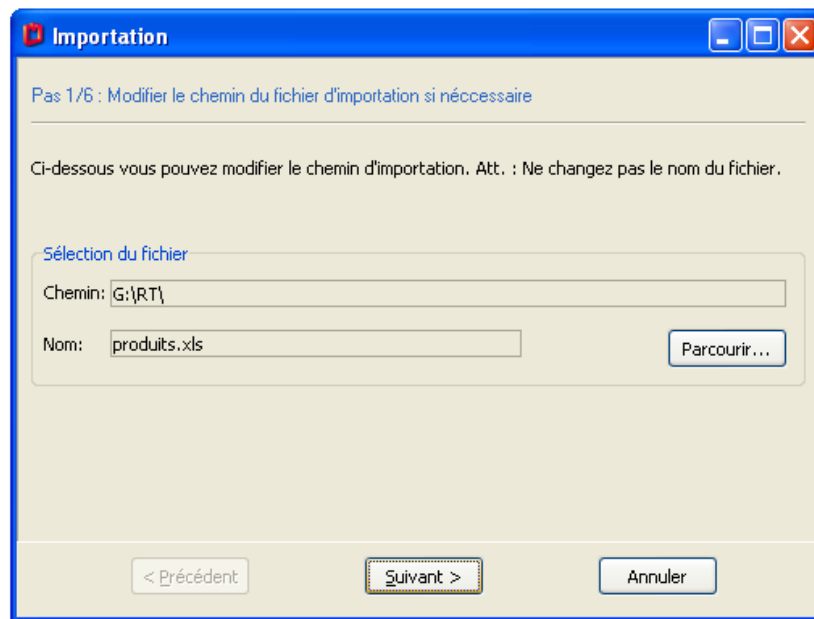 Importation
Pas 1/6 : Modifier le chemin du fichier d'importation si néccessaire
Ci-dessous vous pouvez modifier le chemin d'importation. Att. : Ne changez pas le nom du fichier.
Sélection du fichier
Chemin: G:\RT\
Nom: produits.xls Parcourir...
< Précédent Suivant > Annuler